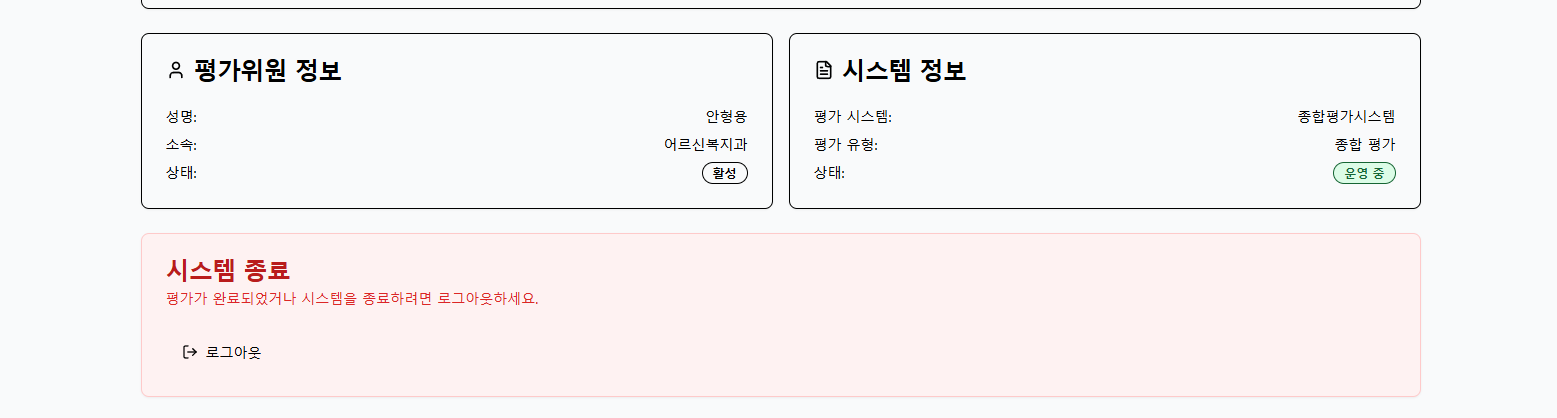 평가위원 정보
성명: 안형용
소속: 어르신복지과
상태: 활성
시스템 정보
평가 시스템: 종합평가시스템
평가 유형: 종합 평가
상태: 운영 중
시스템 종료
평가가 완료되었거나 시스템을 종료하려면 로그아웃하세요.
로그아웃